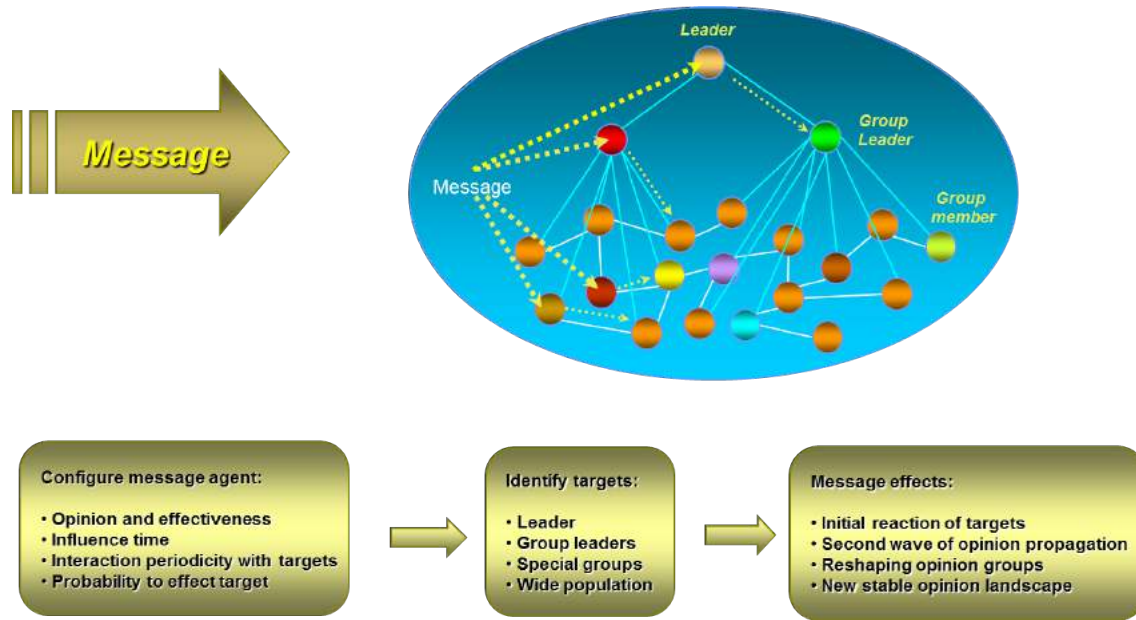 Message
Leader
Group
Leader
Message
Group
member
Configure message agent:
• Opinion and effectiveness
• Influence time
• Interaction periodicity with targets
• Probability to effect target
Identify targets:
• Leader
• Group leaders
• Special groups
• Wide population
Message effects:
• Initial reaction of targets
• Second wave of opinion propagation
• Reshaping opinion groups
• New stable opinion landscape